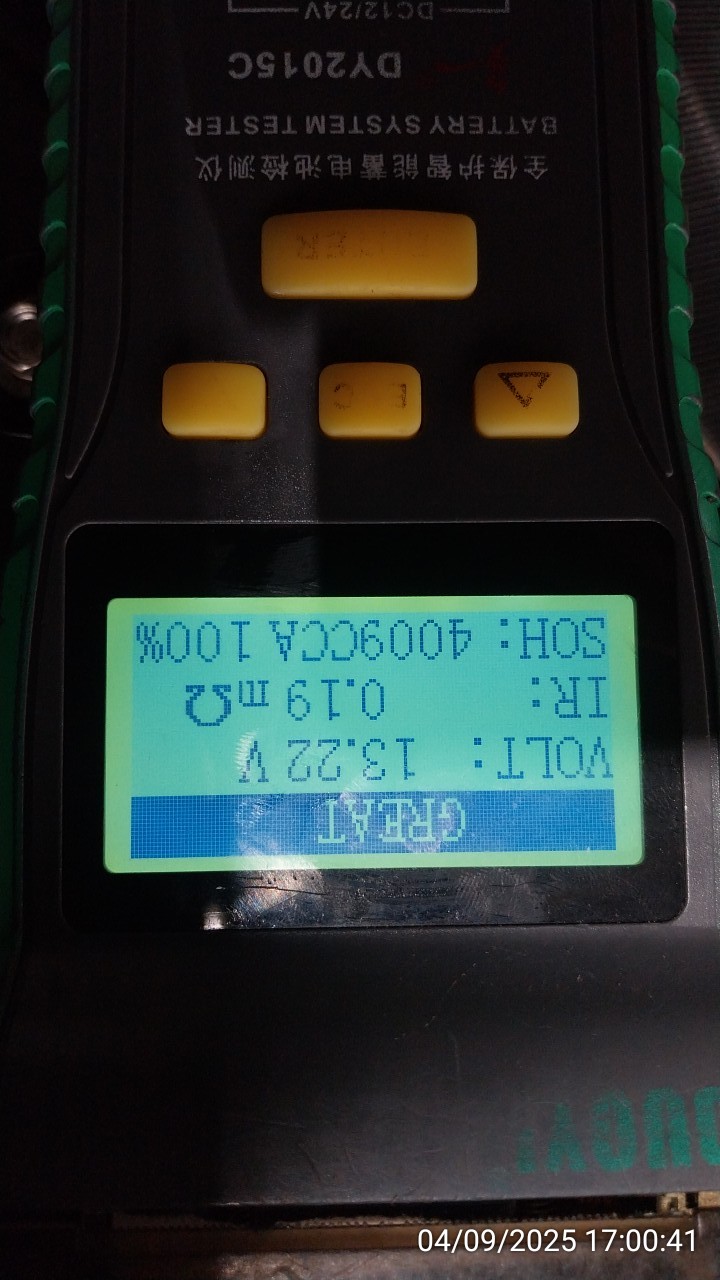 GREAT
VOLT: 13.22 V
IR: 0.19 mΩ
SOH: 4009CCA 100%
全保护智能蓄电池检测仪
BATTERY SYSTEM TESTER
DY2015C
DC12/24V
04/09/2025 17:00:41